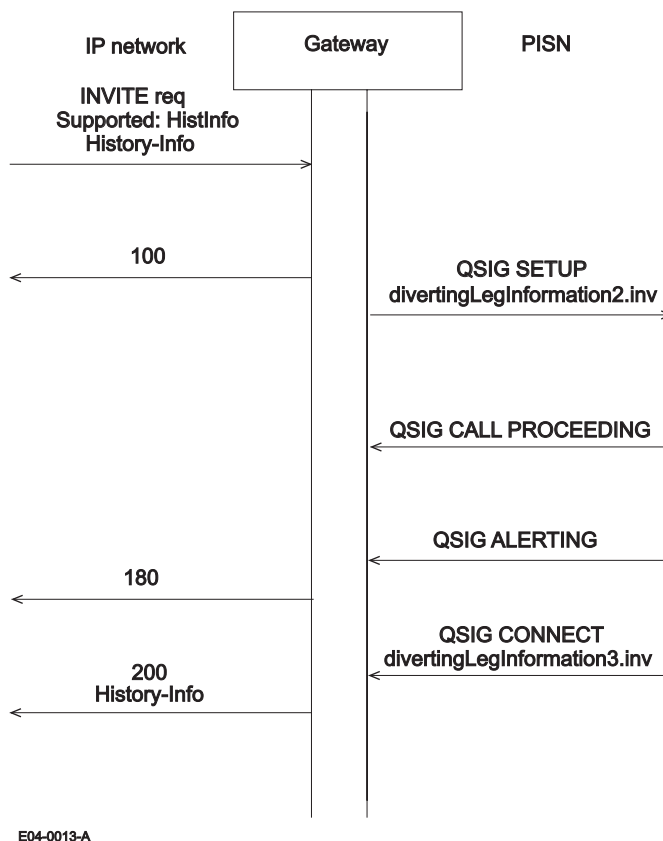 IP network
Gateway
PISN
INVITE req
Supported: HistInfo
History-Info
100
QSIG SETUP
divertingLegInformation2.inv
QSIG CALL PROCEEDING
QSIG ALERTING
180
QSIG CONNECT
divertingLegInformation3.inv
200
History-Info
E04-0013-A